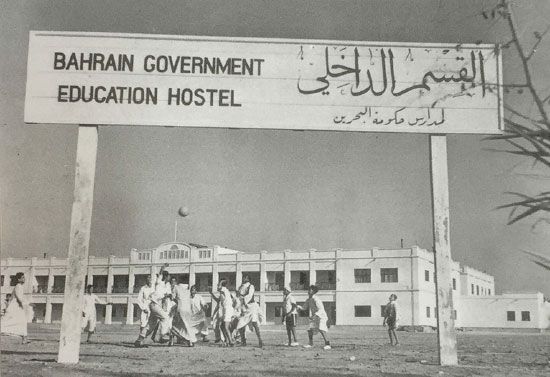 BAHRAIN GOVERNMENT
EDUCATION HOSTEL
القسم الداخلي
لمدارس حكومة البحرين